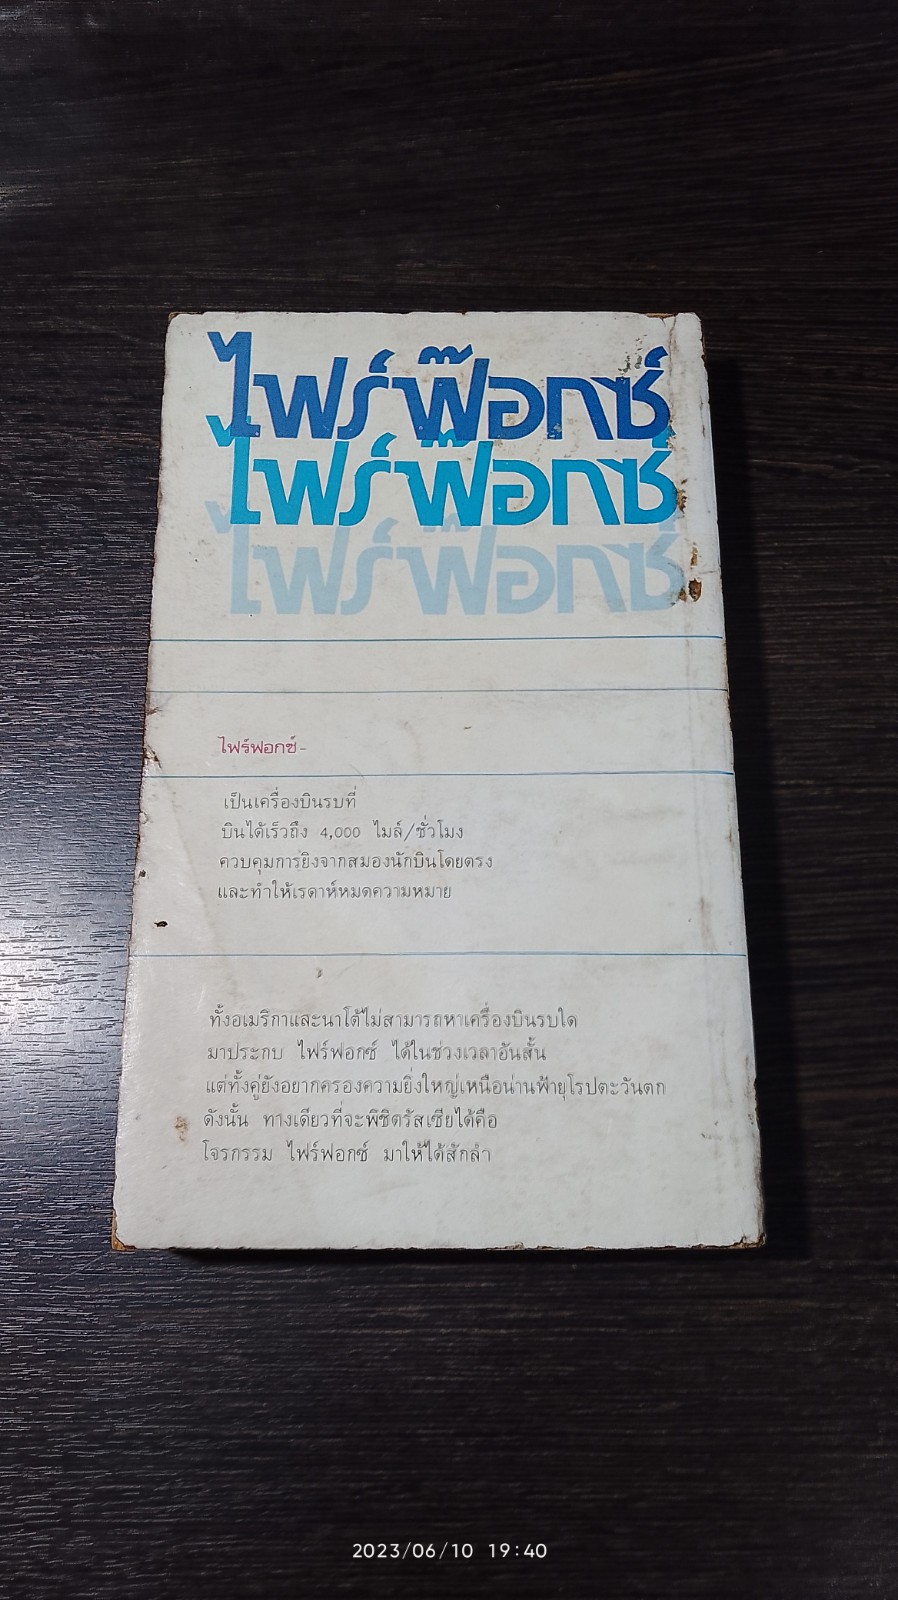 ไฟร์ฟ๊อกซ์
ไฟร์ฟ๊อกซ์
ไฟร์ฟ๊อกซ์
ไฟร์ฟอกซ์-
เป็นเครื่องบินรบที่
บินได้เร็วถึง 4,000 ไมล์/ชั่วโมง
ควบคุมการยิงจากสมองนักบินโดยตรง
และทำให้เรดาห์หมดความหมาย
ทั้งอเมริกาและนาโต้ไม่สามารถหาเครื่องบินรบใด
มาประกบ ไฟร์ฟอกซ์ ได้ในช่วงเวลาอันสั้น
แต่ทั้งคู่ยังอยากครองความยิ่งใหญ่เหนือน่านฟ้ายุโรปตะวันตก
ดังนั้น ทางเดียวที่จะพิชิตรัสเซียได้คือ
โจรกรรม ไฟร์ฟอกซ์ มาให้ได้สักลำ
2023/06/10 19:40